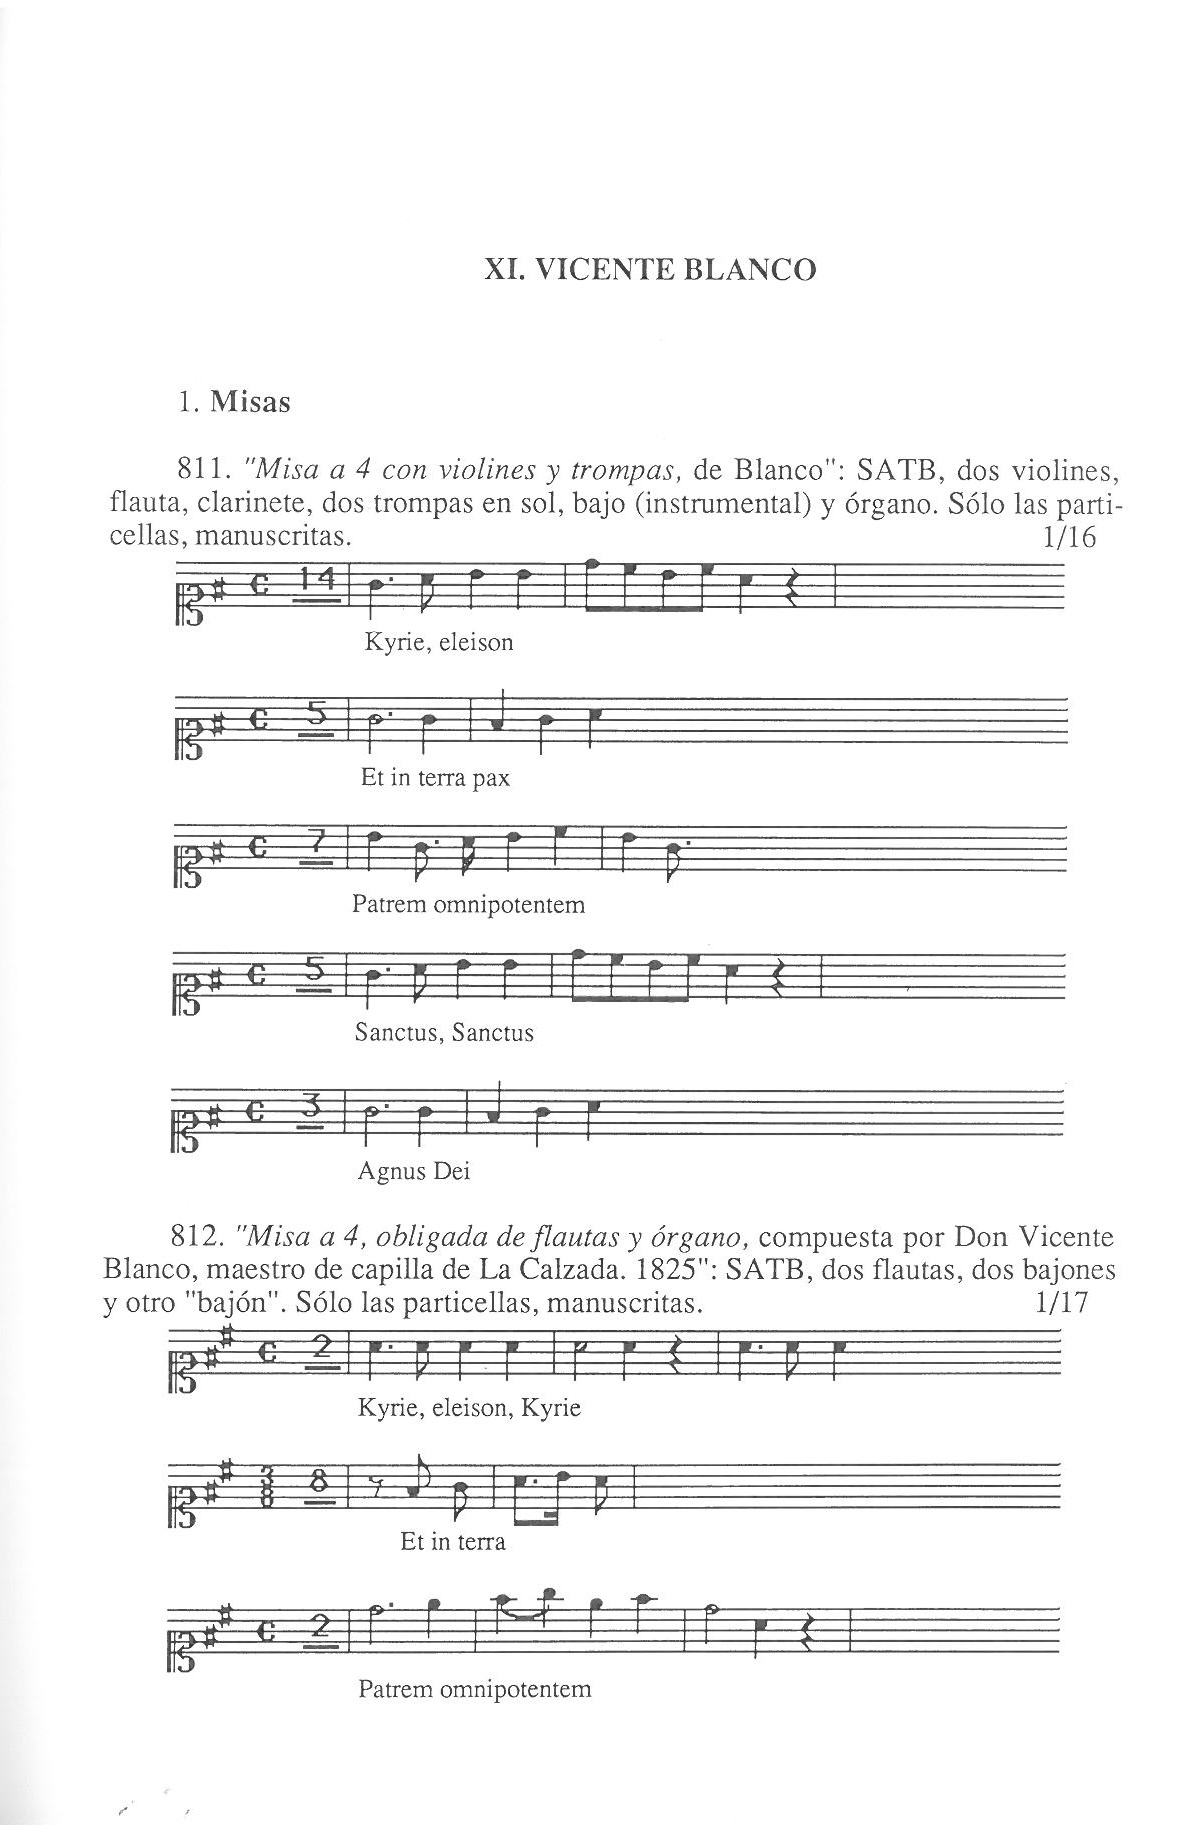 XI. VICENTE BLANCO
1. Misas
811. "Misa a 4 con violines y trompas, de Blanco": SATB, dos violines,
flauta, clarinete, dos trompas en sol, bajo (instrumental) y órgano. Sólo las parti-
cellas, manuscritas. 1/16
14
Kyrie, eleison
5
Et in terra pax
7
Patrem omnipotentem
5
Sanctus, Sanctus
3
Agnus Dei
812. "Misa a 4, obligada de flautas y órgano, compuesta por Don Vicente
Blanco, maestro de capilla de La Calzada. 1825": SATB, dos flautas, dos bajones
y otro "bajón". Sólo las particellas, manuscritas. 1/17
2
Kyrie, eleison, Kyrie
3 8
8
Et in terra
2
Patrem omnipotentem